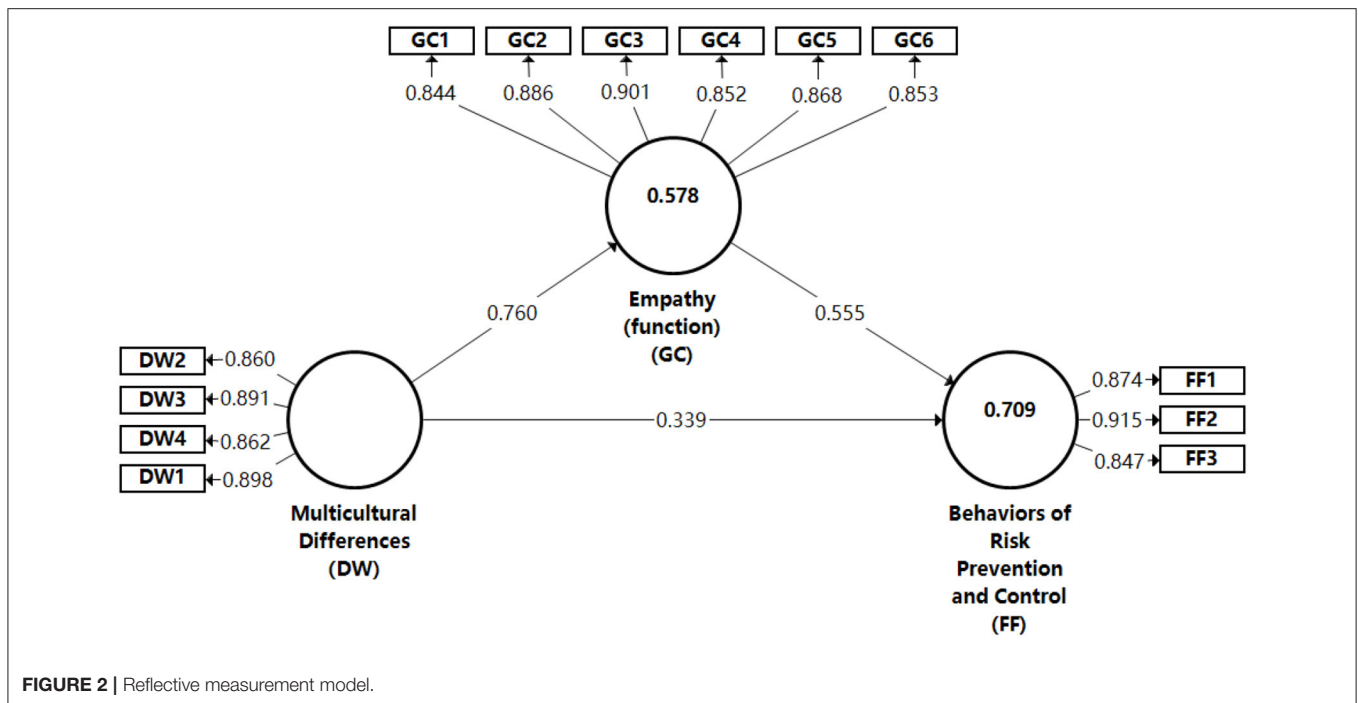 GC1 GC2 GC3 GC4 GC5 GC6
0.844 0.886 0.901 0.852 0.868 0.853
0.578
Empathy
(function)
(GC)
0.760
0.555
DW2 0.860
DW3 0.891
DW4 0.862
DW1 0.898
Multicultural
Differences
(DW)
0.339
0.709
0.874 FF1
0.915 FF2
0.847 FF3
Behaviors of
Risk
Prevention
and Control
(FF)
FIGURE 2 | Reflective measurement model.